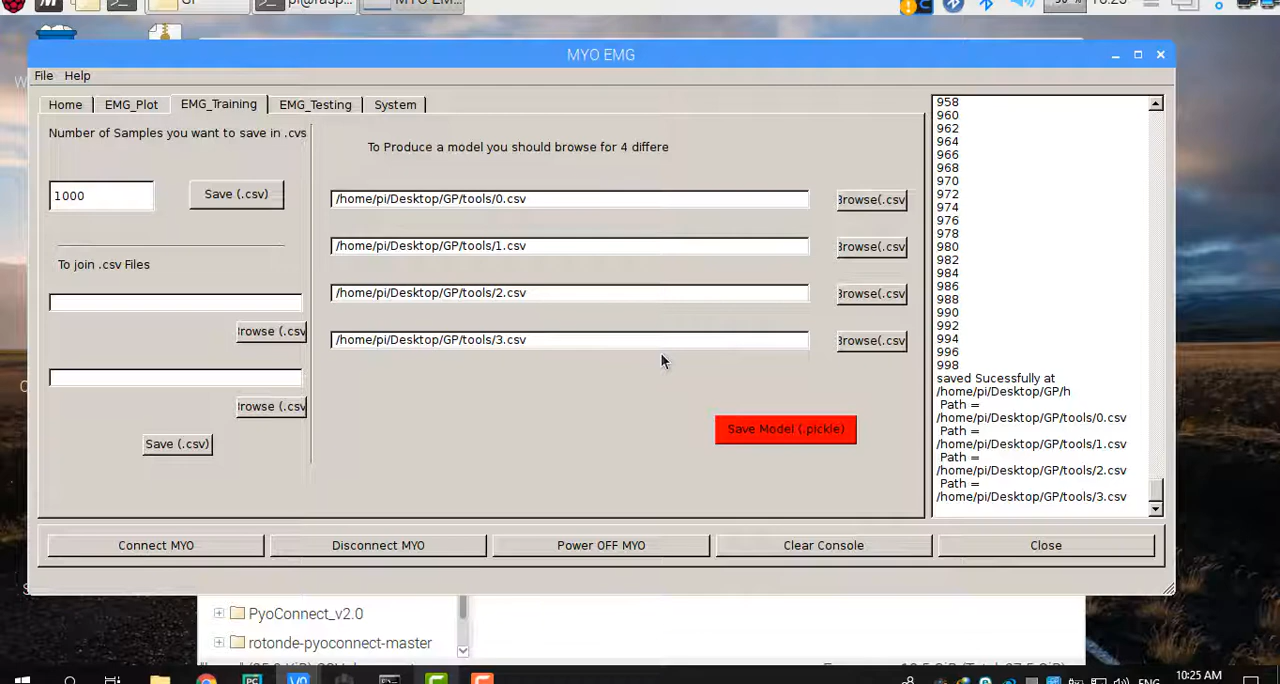 MYO EMG
File Help
Home EMG_Plot EMG_Training EMG_Testing System
Number of Samples you want to save in .cvs
1000 Save (.csv)
To join .csv Files
Browse (.csv
Browse (.csv
Save (.csv)
To Produce a model you should browse for 4 differe
/home/pi/Desktop/GP/tools/0.csv Browse(.csv
/home/pi/Desktop/GP/tools/1.csv Browse(.csv
/home/pi/Desktop/GP/tools/2.csv Browse(.csv
/home/pi/Desktop/GP/tools/3.csv Browse(.csv
Save Model (.pickle)
958
960
962
964
966
968
970
972
974
976
978
980
982
984
986
988
990
992
994
996
998
saved Sucessfully at
/home/pi/Desktop/GP/h
Path =
/home/pi/Desktop/GP/tools/0.csv
Path =
/home/pi/Desktop/GP/tools/1.csv
Path =
/home/pi/Desktop/GP/tools/2.csv
Path =
/home/pi/Desktop/GP/tools/3.csv
Connect MYO Disconnect MYO Power OFF MYO Clear Console Close
PyoConnect_v2.0
rotonde-pyoconnect-master
ENG 10:25 AM